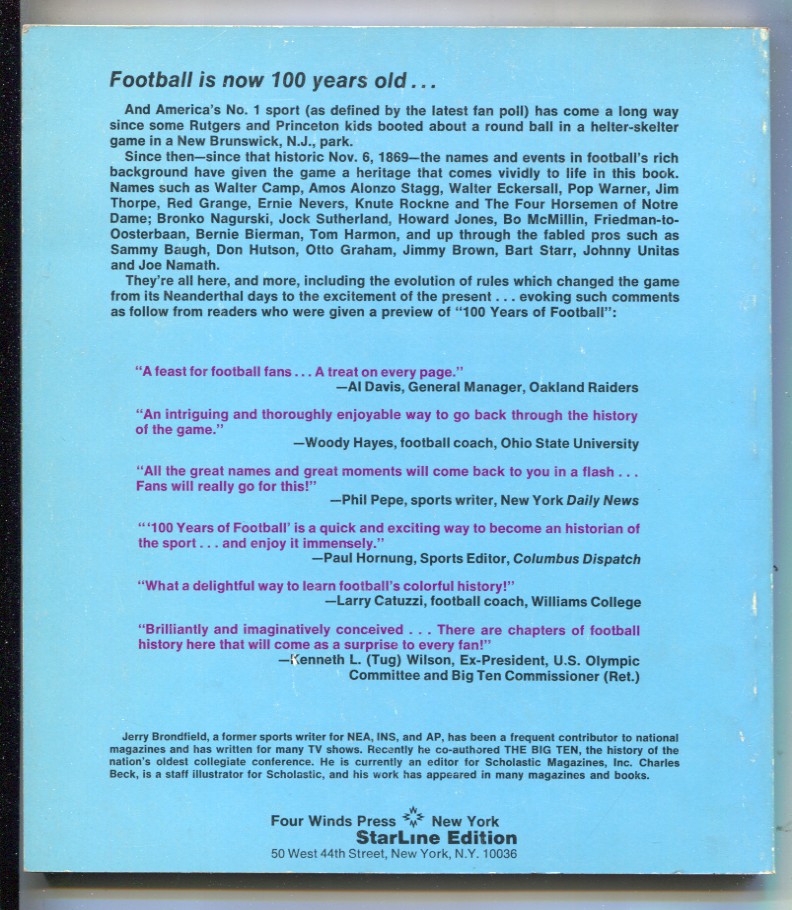 Football is now 100 years old...
And America's No. 1 sport (as defined by the latest fan poll) has come a long way
since some Rutgers and Princeton kids booted about a round ball in a helter-skelter
game in a New Brunswick, N.J., park.
Since then—since that historic Nov. 6, 1869—the names and events in football's rich
background have given the game a heritage that comes vividly to life in this book.
Names such as Walter Camp, Amos Alonzo Stagg, Walter Eckersall, Pop Warner, Jim
Thorpe, Red Grange, Ernie Nevers, Knute Rockne and The Four Horsemen of Notre
Dame; Bronko Nagurski, Jock Sutherland, Howard Jones, Bo McMillin, Friedman-to-
Oosterbaan, Bernie Bierman, Tom Harmon, and up through the fabled pros such as
Sammy Baugh, Don Hutson, Otto Graham, Jimmy Brown, Bart Starr, Johnny Unitas
and Joe Namath.
They're all here, and more, including the evolution of rules which changed the game
from its Neanderthal days to the excitement of the present . . . evoking such comments
as follow from readers who were given a preview of "100 Years of Football":
"A feast for football fans . . . A treat on every page."
—Al Davis, General Manager, Oakland Raiders
"An intriguing and thoroughly enjoyable way to go back through the history
of the game."
—Woody Hayes, football coach, Ohio State University
"All the great names and great moments will come back to you in a flash . . .
Fans will really go for this!"
—Phil Pepe, sports writer, New York Daily News
"'100 Years of Football' is a quick and exciting way to become an historian of
the sport . . . and enjoy it immensely."
—Paul Hornung, Sports Editor, Columbus Dispatch
"What a delightful way to learn football's colorful history!"
—Larry Catuzzi, football coach, Williams College
"Brilliantly and imaginatively conceived . . . There are chapters of football
history here that will come as a surprise to every fan!"
—Kenneth L. (Tug) Wilson, Ex-President, U.S. Olympic
Committee and Big Ten Commissioner (Ret.)
Jerry Brondfield, a former sports writer for NEA, INS, and AP, has been a frequent contributor to national
magazines and has written for many TV shows. Recently he co-authored THE BIG TEN, the history of the
nation's oldest collegiate conference. He is currently an editor for Scholastic Magazines, Inc. Charles
Beck, is a staff illustrator for Scholastic, and his work has appeared in many magazines and books.
Four Winds Press New York
StarLine Edition
50 West 44th Street, New York, N.Y. 10036